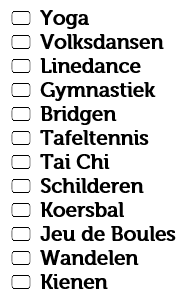 Yoga
Volksdansen
Linedance
Gymnastiek
Bridgen
Tafeltennis
Tai Chi
Schilderen
Koersbal
Jeu de Boules
Wandelen
Kienen